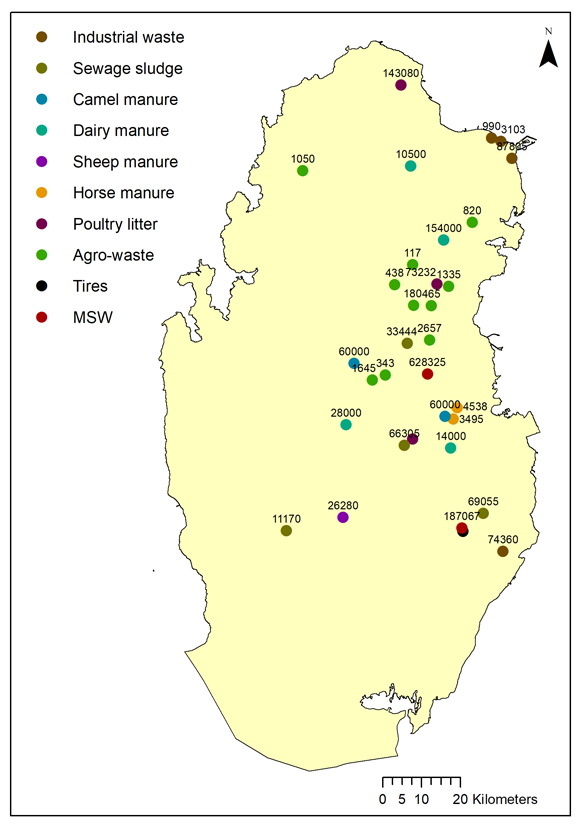 N
Industrial waste
Sewage sludge
Camel manure
Dairy manure
Sheep manure
Horse manure
Poultry litter
Agro-waste
Tires
MSW
143080
990 3103
1050
10500
820
154000
117
438 73232 1335
180465
33444 2657
60000
1645 343
628325
60000 4538
3495
28000
66305
14000
69055
187067
26280
11170
74360
0 5 10 20 Kilometers